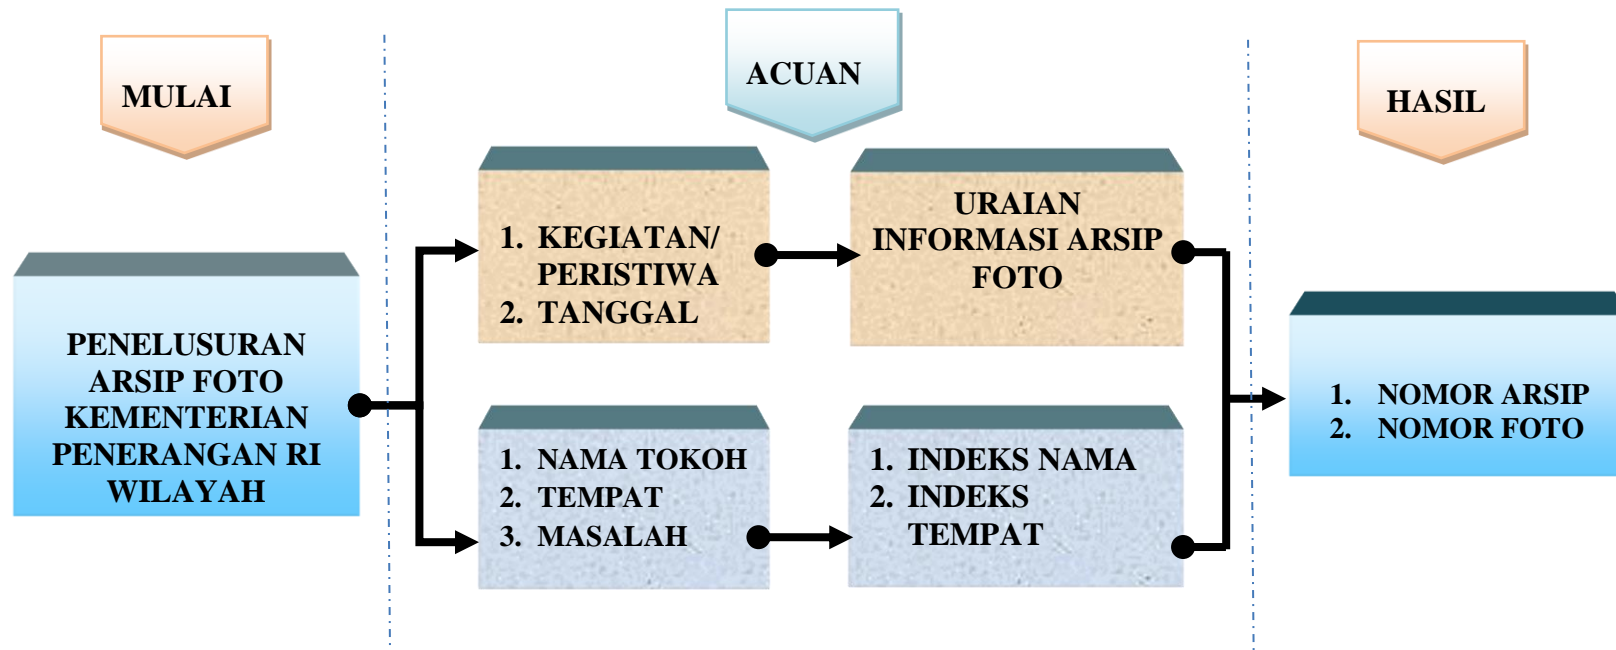 MULAI
ACUAN
HASIL
PENELUSURAN
ARSIP FOTO
KEMENTERIAN
PENERANGAN RI
WILAYAH
1. KEGIATAN/
PERISTIWA
2. TANGGAL
URAIAN
INFORMASI ARSIP
FOTO
1. NAMA TOKOH
2. TEMPAT
3. MASALAH
1. INDEKS NAMA
2. INDEKS
TEMPAT
1. NOMOR ARSIP
2. NOMOR FOTO